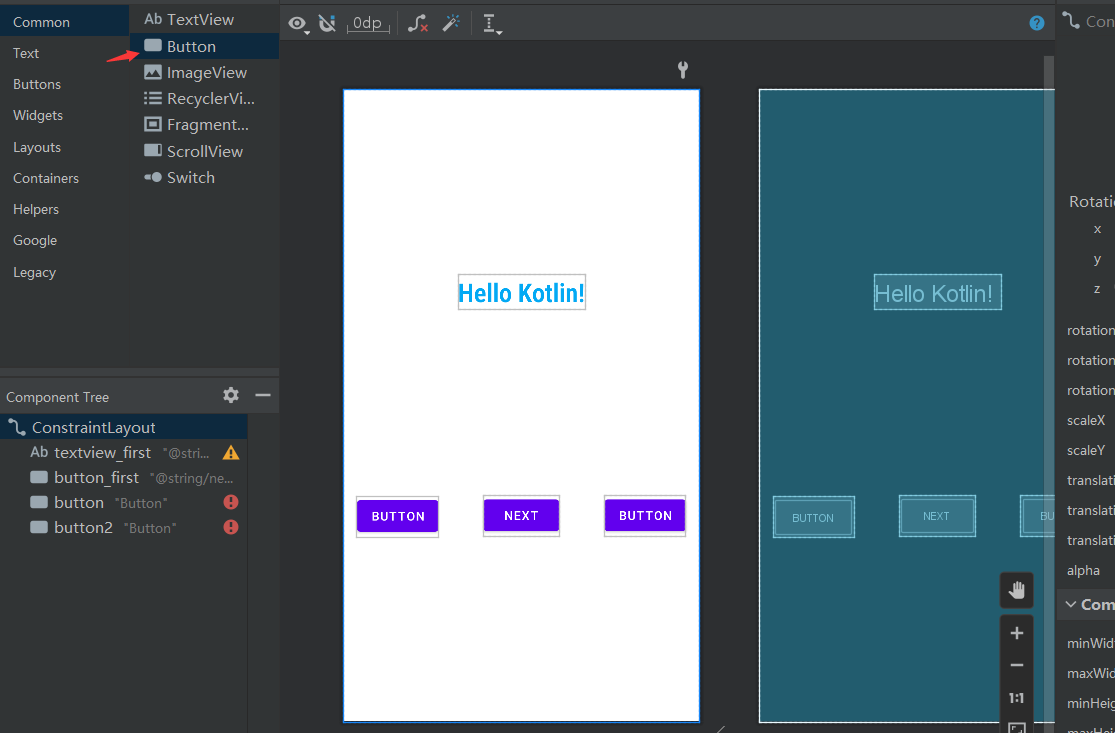 Common
Text
Buttons
Widgets
Layouts
Containers
Helpers
Google
Legacy
Ab TextView
Button
ImageView
RecyclerVi...
Fragment...
ScrollView
Switch
0dp
?
Con
Hello Kotlin!
BUTTON
NEXT
BUTTON
Hello Kotlin!
BUTTON
NEXT
BU
1:1
Component Tree
ConstraintLayout
Ab textview_first "@stri...
button_first "@string/ne...
button "Button"
button2 "Button"
Rotati
x
y
z
rotation
rotation
rotation
scaleX
scaleY
translati
translati
translati
alpha
Com
minWid
maxWid
minHeig
maxHei